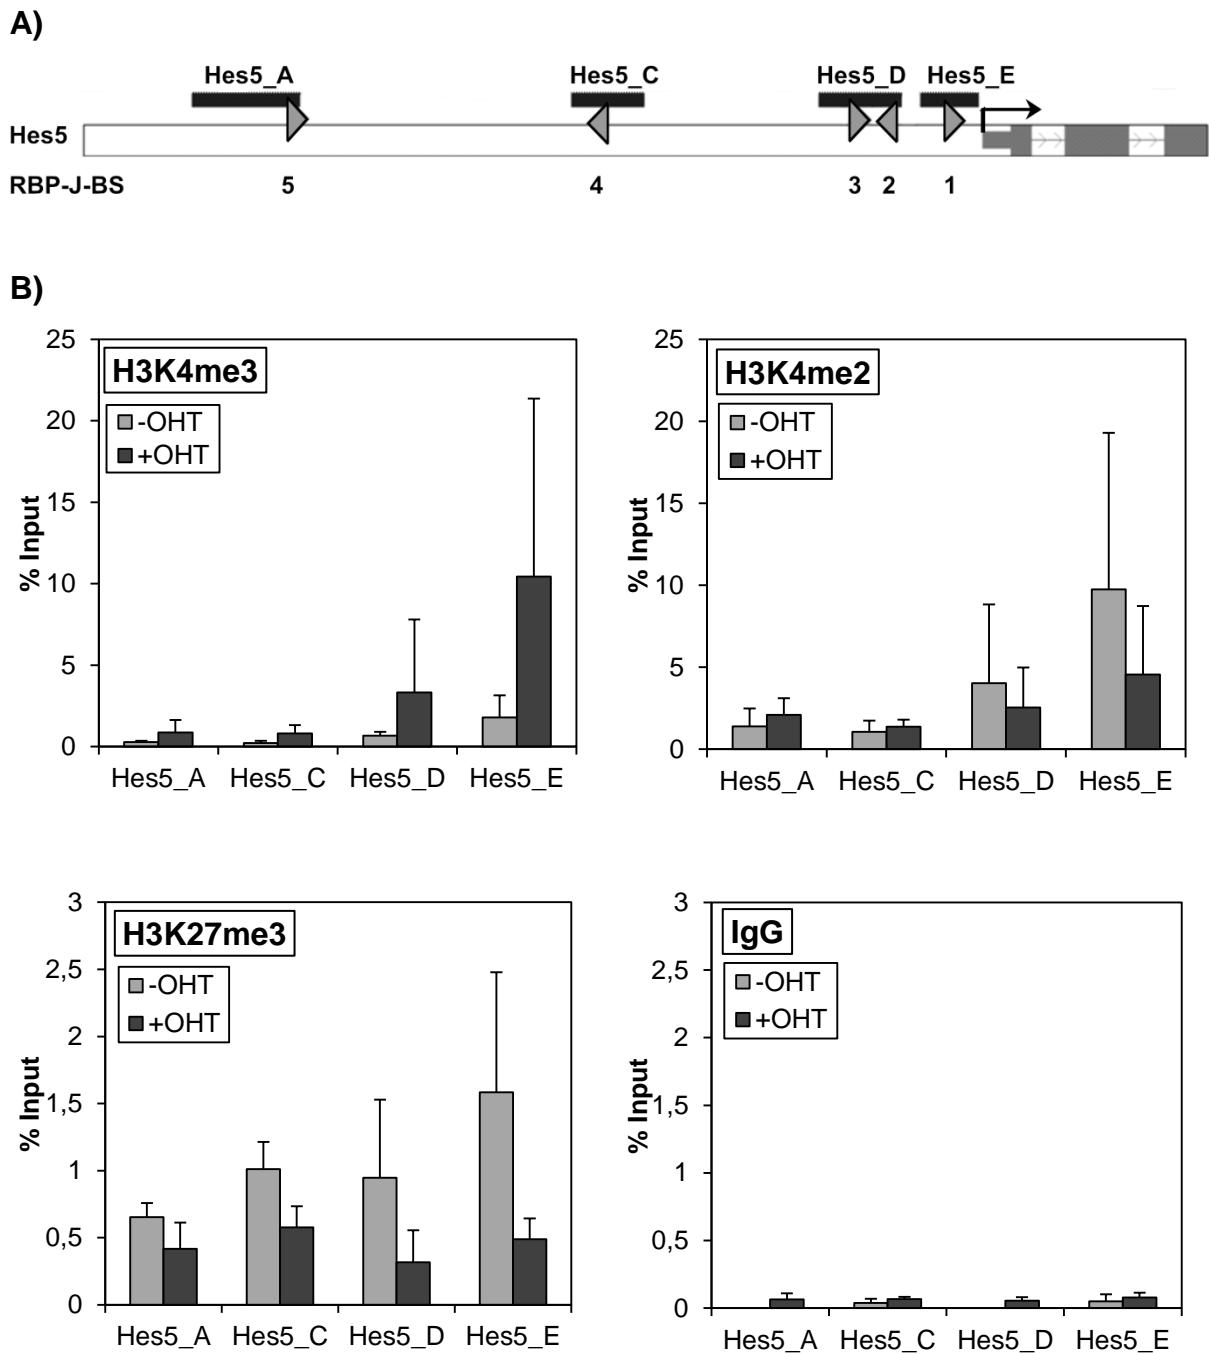 A)
Hes5_A Hes5_C Hes5_D Hes5_E
Hes5
RBP-J-BS 5 4 3 2 1
B)
H3K4me3
-OHT
+OHT
% Input
25
20
15
10
5
0
Hes5_A Hes5_C Hes5_D Hes5_E
H3K4me2
-OHT
+OHT
% Input
25
20
15
10
5
0
Hes5_A Hes5_C Hes5_D Hes5_E
H3K27me3
-OHT
+OHT
% Input
3
2,5
2
1,5
1
0,5
0
Hes5_A Hes5_C Hes5_D Hes5_E
IgG
-OHT
+OHT
% Input
3
2,5
2
1,5
1
0,5
0
Hes5_A Hes5_C Hes5_D Hes5_E